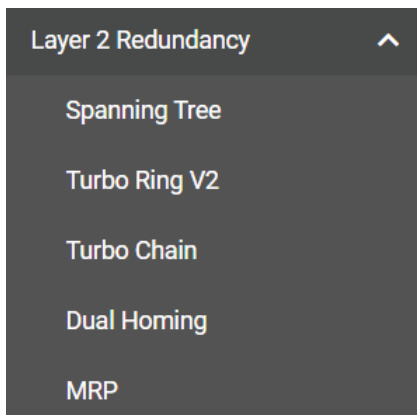 Layer 2 Redundancy
Spanning Tree
Turbo Ring V2
Turbo Chain
Dual Homing
MRP